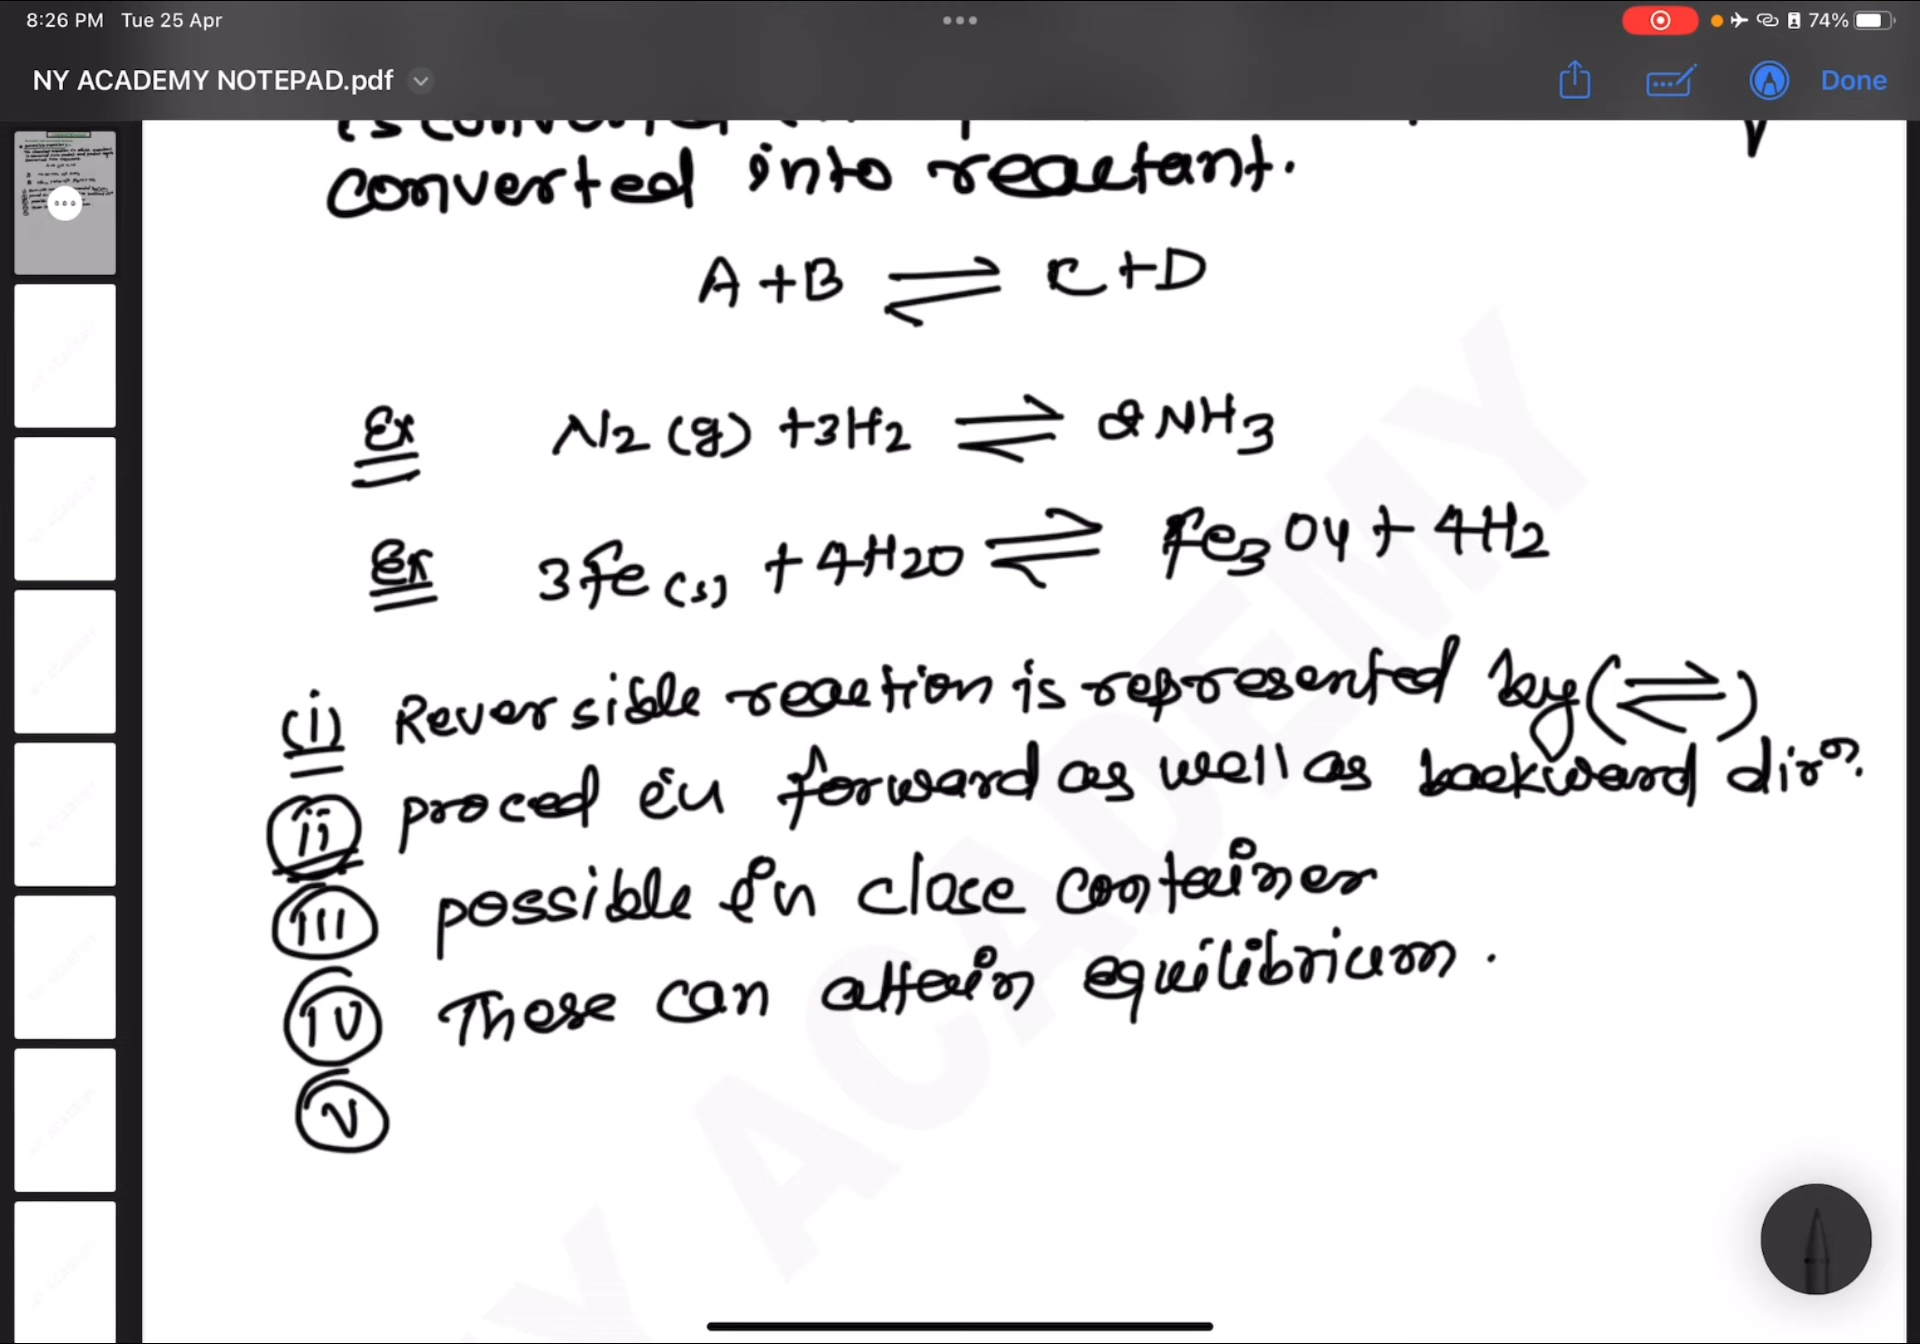 8:26 PM Tue 25 Apr
74%
NY ACADEMY NOTEPAD.pdf
Done
converted into reactant.
A + B ⇌ C + D
Ex N2 (g) + 3H2 ⇌ 2NH3
Ex 3Fe (s) + 4H2O ⇌ Fe3O4 + 4H2
(i) Reversible reaction is represented by (⇌)
(ii) proced in forward as well as backward dirn.
(III) possible in close container
(IV) These can attain equilibrium.
(V)
Y ACADEMY